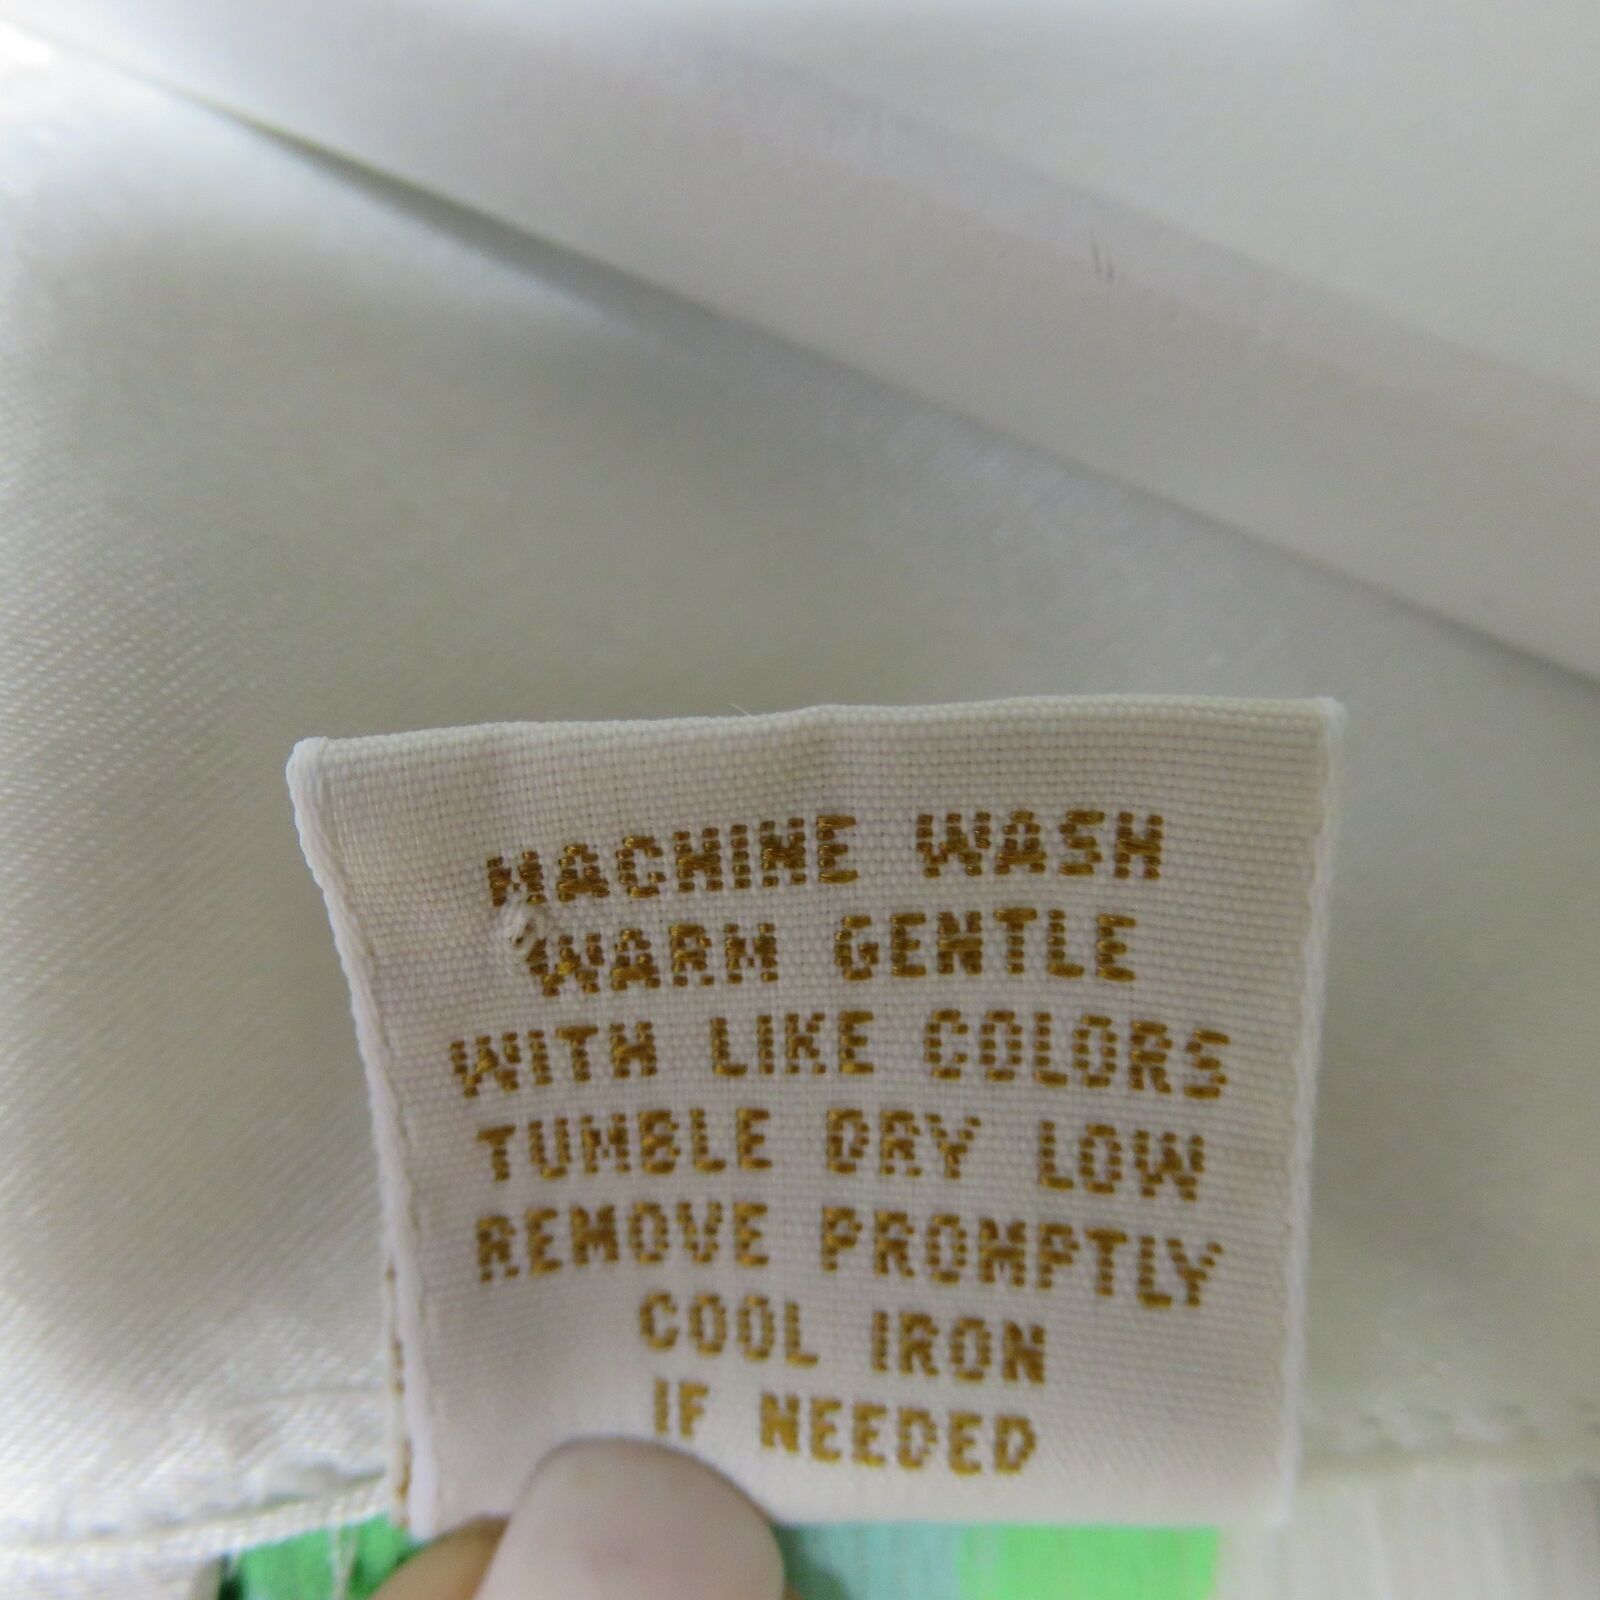 MACHINE WASH
WARM GENTLE
WITH LIKE COLORS
TUMBLE DRY LOW
REMOVE PROMPTLY
COOL IRON
IF NEEDED